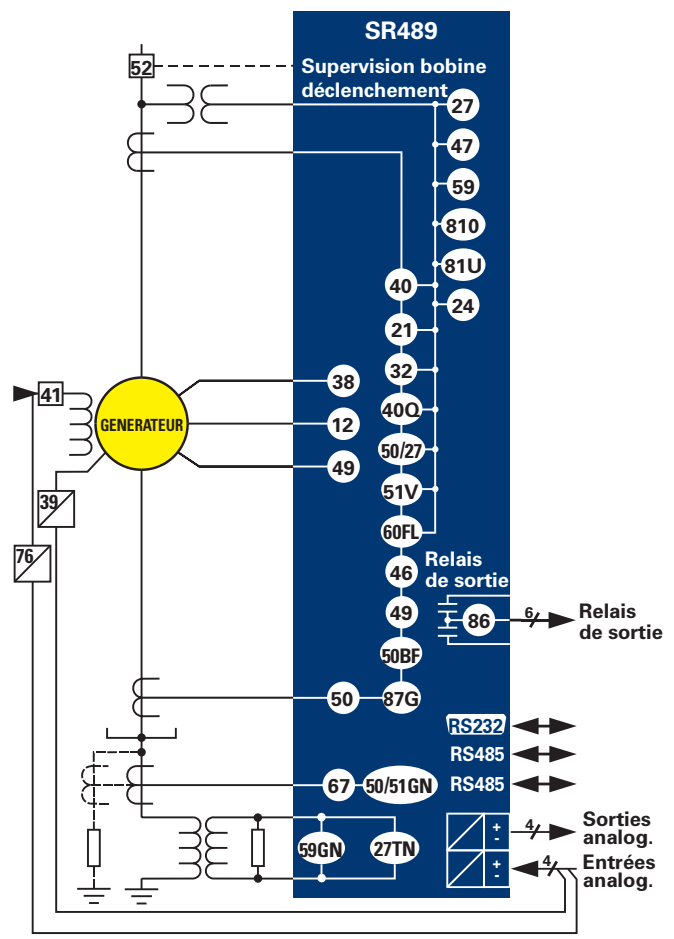 SR489
52
Supervision bobine
déclenchement
27
47
59
810
81U
40
24
21
32
38
41
40Q
GENERATEUR
12
50/27
49
51V
39
60FL
76
46
Relais
de sortie
49
86
6
Relais
de sortie
50BF
50
87G
RS232
RS485
67
50/51GN
RS485
59GN
27TN
+
-
4
Sorties
analog.
+
-
4
Entrées
analog.